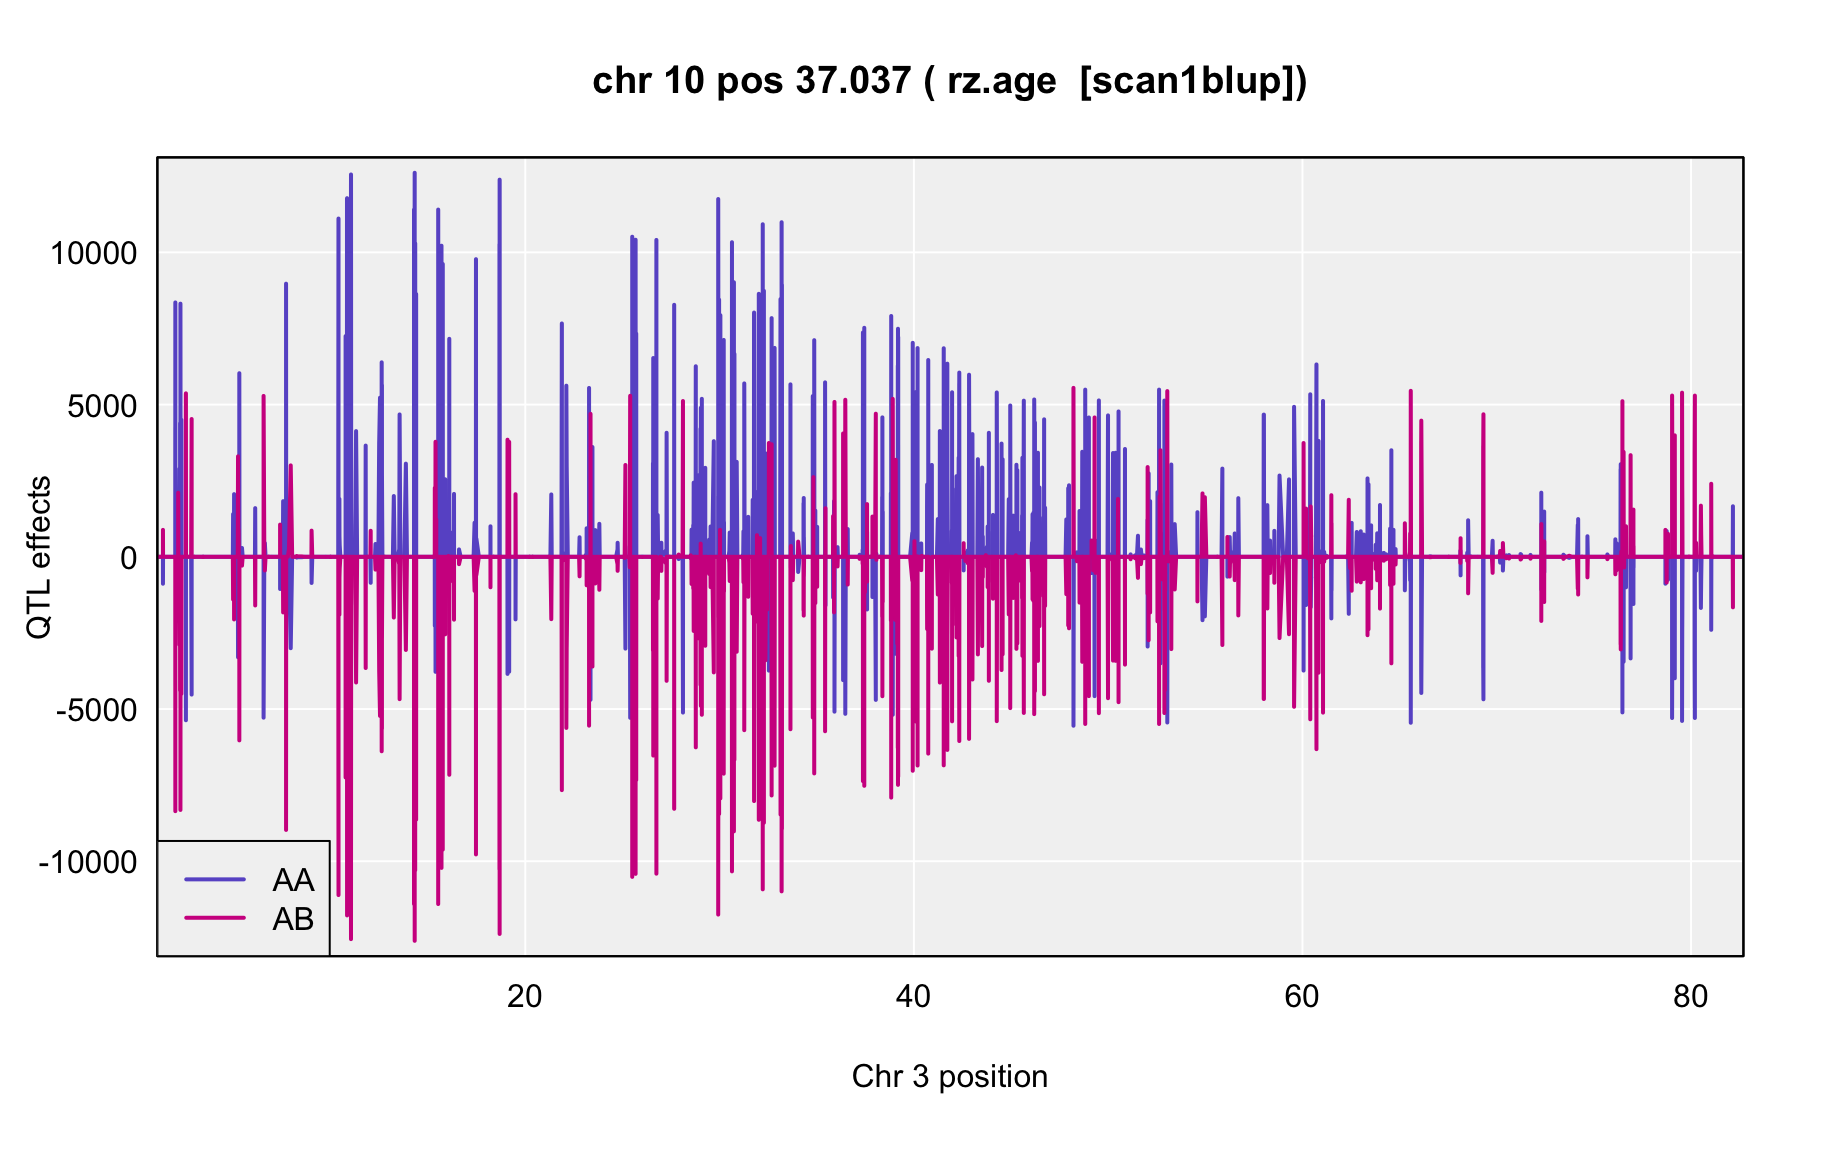 chr 10 pos 37.037 ( rz.age  [scan1blup])
QTL effects
10000
5000
0
-5000
-10000
AA
AB
20
40
60
80
Chr 3 position